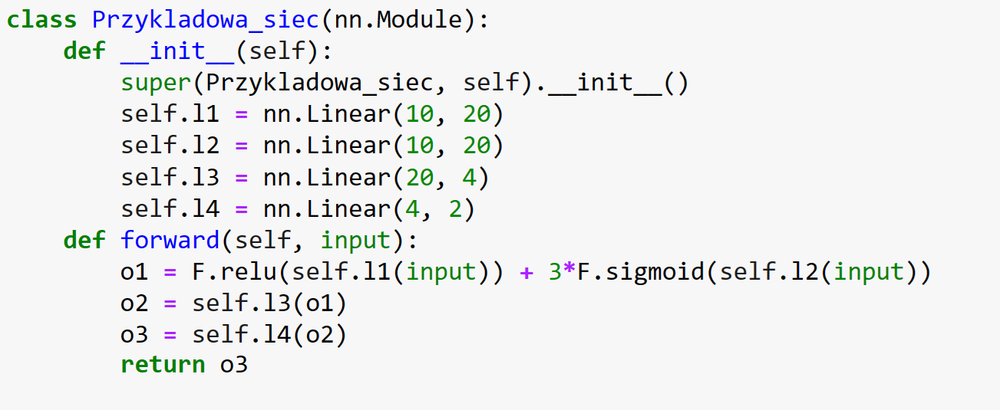 class Przykladowa_siec(nn.Module):
    def __init__(self):
        super(Przykladowa_siec, self).__init__()
        self.l1 = nn.Linear(10, 20)
        self.l2 = nn.Linear(10, 20)
        self.l3 = nn.Linear(20, 4)
        self.l4 = nn.Linear(4, 2)
    def forward(self, input):
        o1 = F.relu(self.l1(input)) + 3*F.sigmoid(self.l2(input))
        o2 = self.l3(o1)
        o3 = self.l4(o2)
        return o3